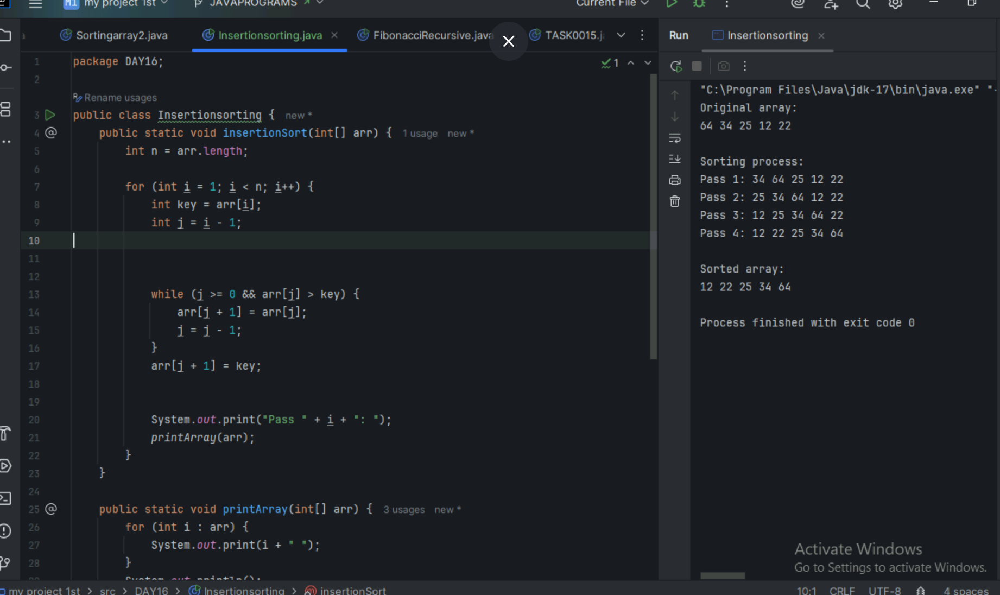 M1 my project 1st JAVAPROGRAMS Current File
Sortingarray2.java Insertionsorting.java FibonacciRecursive.java TASK0015.j
Run Insertionsorting
1 package DAY16; 1
2
Rename usages
3 public class Insertionsorting { new *
4 public static void insertionSort(int[] arr) { 1 usage new *
5 int n = arr.length;
6
7 for (int i = 1; i < n; i++) {
8 int key = arr[i];
9 int j = i - 1;
10
11
12
13 while (j >= 0 && arr[j] > key) {
14 arr[j + 1] = arr[j];
15 j = j - 1;
16 }
17 arr[j + 1] = key;
18
19
20 System.out.print("Pass " + i + ": ");
21 printArray(arr);
22 }
23 }
24
25 public static void printArray(int[] arr) { 3 usages new *
26 for (int i : arr) {
27 System.out.print(i + " ");
28 }
System.out.println();
"C:\Program Files\Java\jdk-17\bin\java.exe" "-
Original array:
64 34 25 12 22
Sorting process:
Pass 1: 34 64 25 12 22
Pass 2: 25 34 64 12 22
Pass 3: 12 25 34 64 22
Pass 4: 12 22 25 34 64
Sorted array:
12 22 25 34 64
Process finished with exit code 0
Activate Windows
Go to Settings to activate Windows.
my project 1st > src > DAY16 > Insertionsorting > insertionSort
10:1 CRLF UTF-8 4 spaces